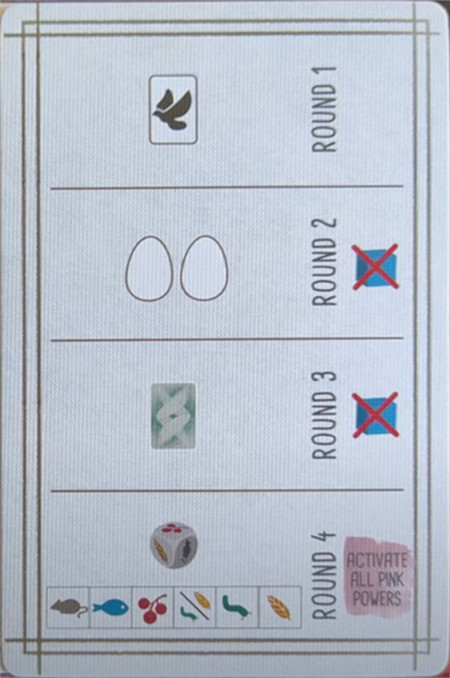 ROUND 1
ROUND 2
ROUND 3
ROUND 4
ACTIVATE
ALL PINK
POWERS